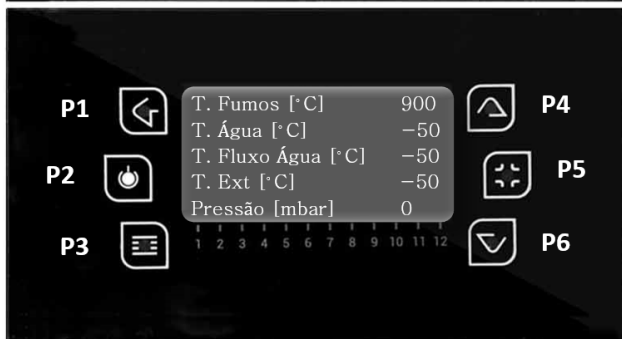 P1
P2
P3
T. Fumos [°C] 900
T. Água [°C] −50
T. Fluxo Água [°C] −50
T. Ext [°C] −50
Pressão [mbar] 0
1 2 3 4 5 6 7 8 9 10 11 12
P4
P5
P6